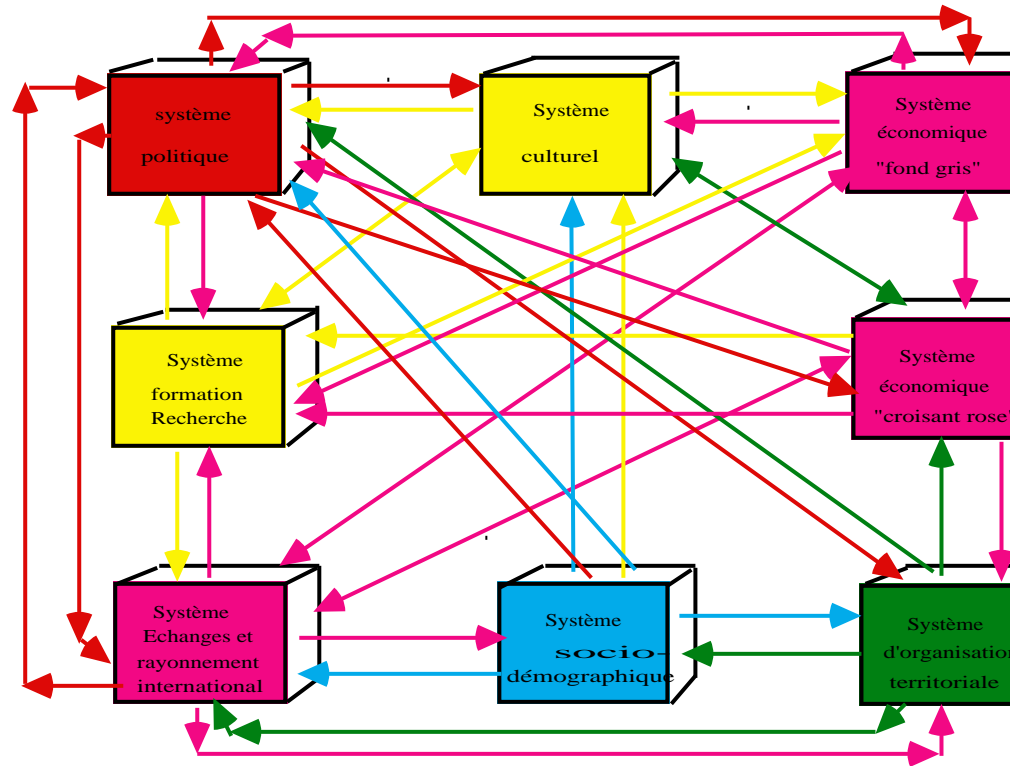 système
politique
Système
culturel
Système
économique
"fond gris"
Système
formation
Recherche
Système
économique
"croisant rose"
Système
Echanges et
rayonnement
international
Système
socio-
démographique
Système
d'organisation
territoriale